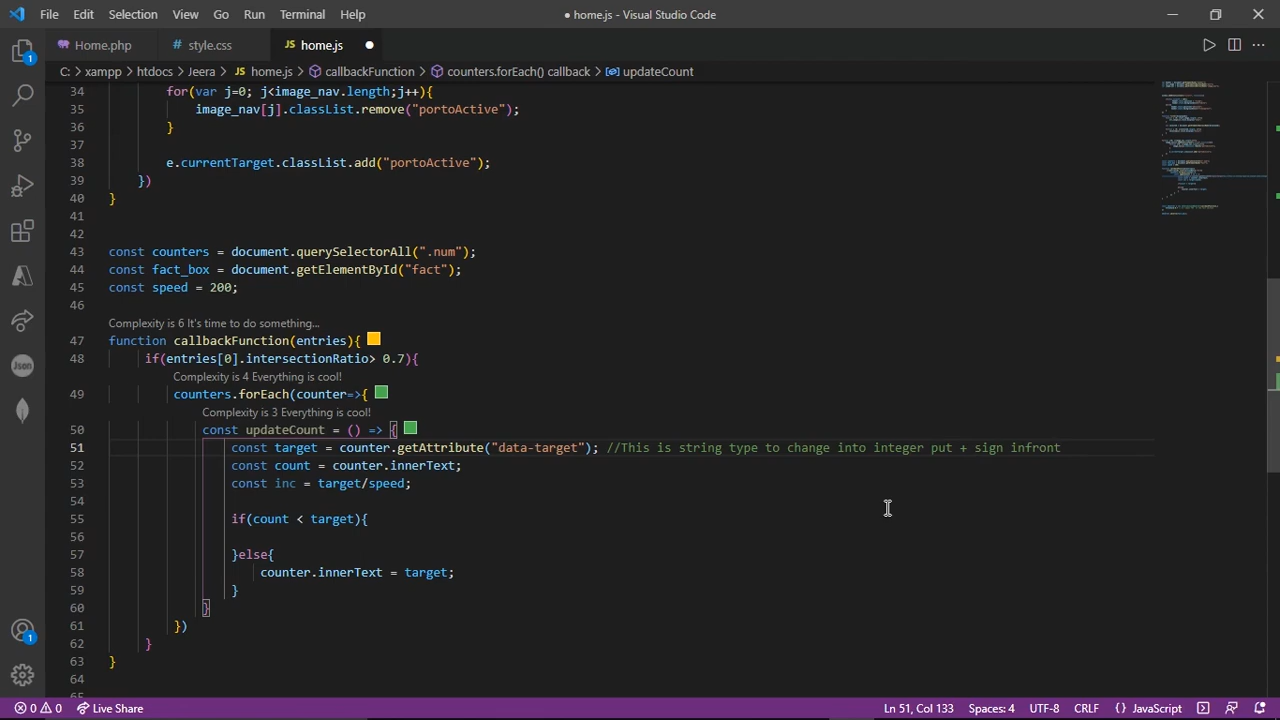 File Edit Selection View Go Run Terminal Help
● home.js - Visual Studio Code
Home.php
style.css
JS home.js
C: > xampp > htdocs > Jeera > JS home.js > callbackFunction > counters.forEach() callback > updateCount
34 for(var j=0; j<image_nav.length;j++){
35 image_nav[j].classList.remove("portoActive");
36 }
37
38 e.currentTarget.classList.add("portoActive");
39 })
40 }
41
42
43 const counters = document.querySelectorAll(".num");
44 const fact_box = document.getElementById("fact");
45 const speed = 200;
46
Complexity is 6 It's time to do something...
47 function callbackFunction(entries){
48 if(entries[0].intersectionRatio> 0.7){
Complexity is 4 Everything is cool!
49 counters.forEach(counter=>{
Complexity is 3 Everything is cool!
50 const updateCount = () => {
51 const target = counter.getAttribute("data-target"); //This is string type to change into integer put + sign infront
52 const count = counter.innerText;
53 const inc = target/speed;
54
55 if(count < target){
56
57 }else{
58 counter.innerText = target;
59 }
60 }
61 })
62 }
63 }
64
65
1
Json
1
0 0 Live Share
Ln 51, Col 133 Spaces: 4 UTF-8 CRLF {} JavaScript